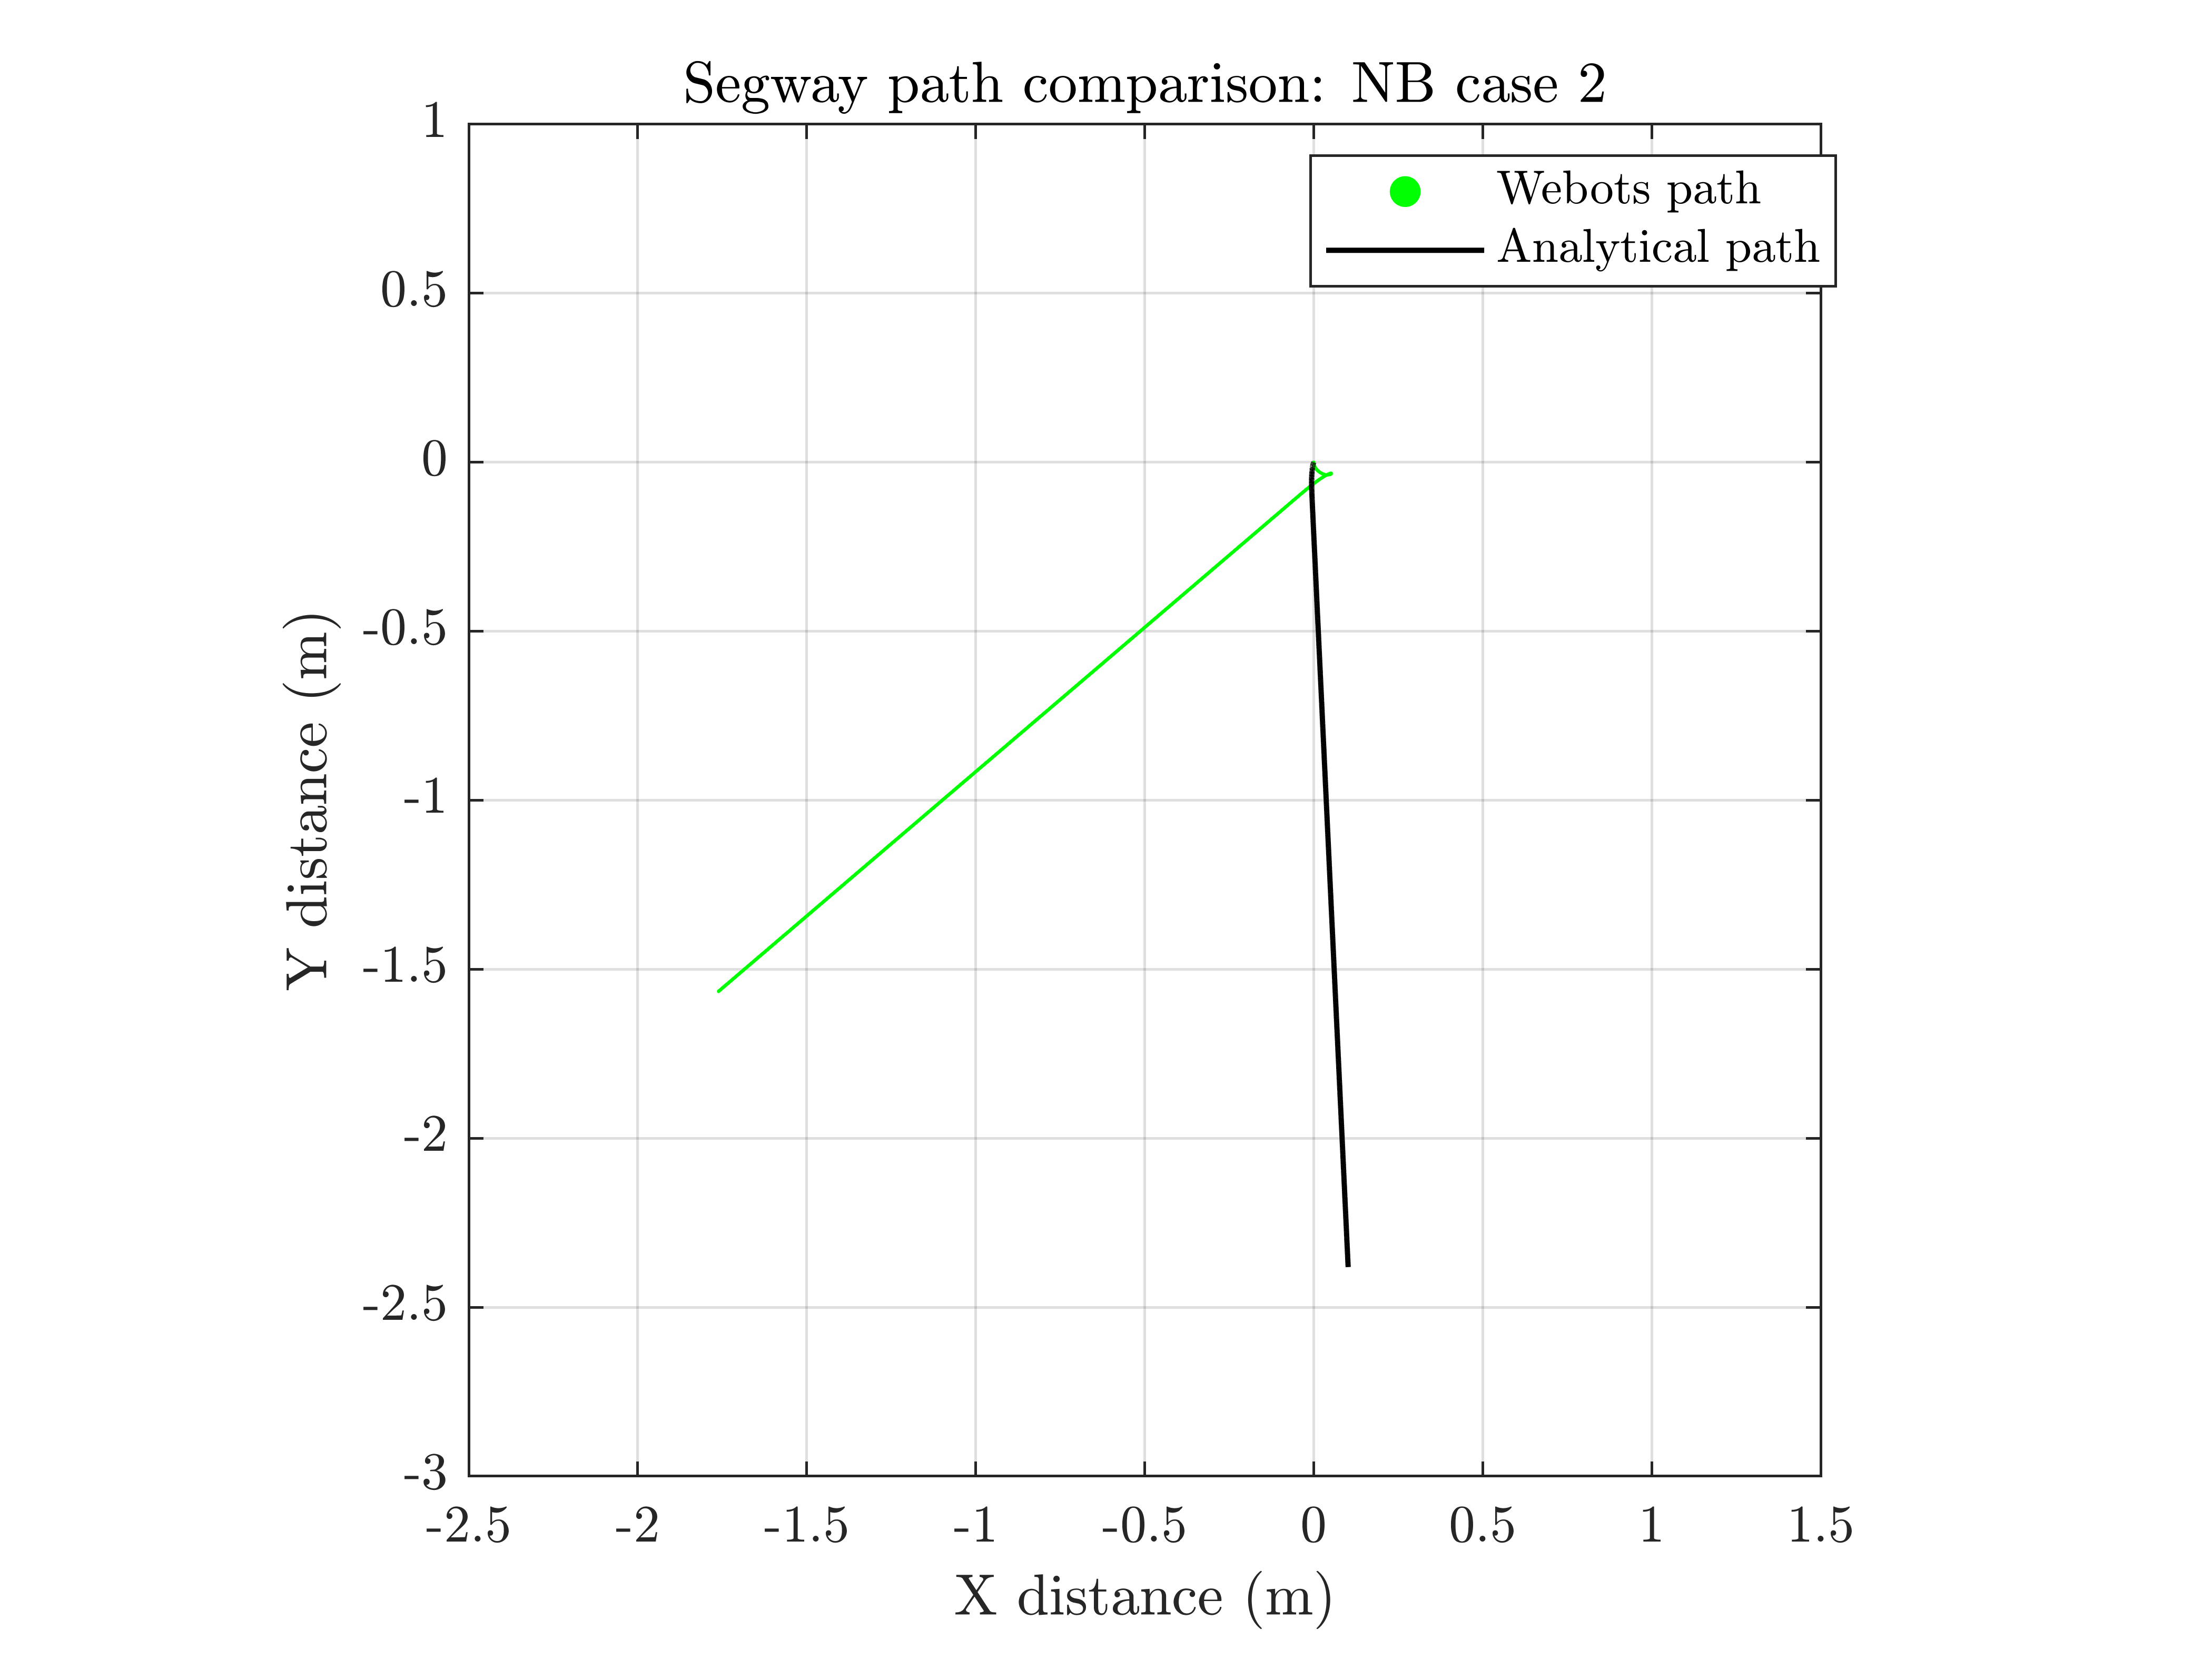 Segway path comprison: NB case 2
Webots path
Analytical path
1
0.5
0
-0.5
-1
-1.5
-2
-2.5
-3
Y distance (m)
-2.5 -2 -1.5 -1 -0.5 0 0.5 1 1.5
X distance (m)